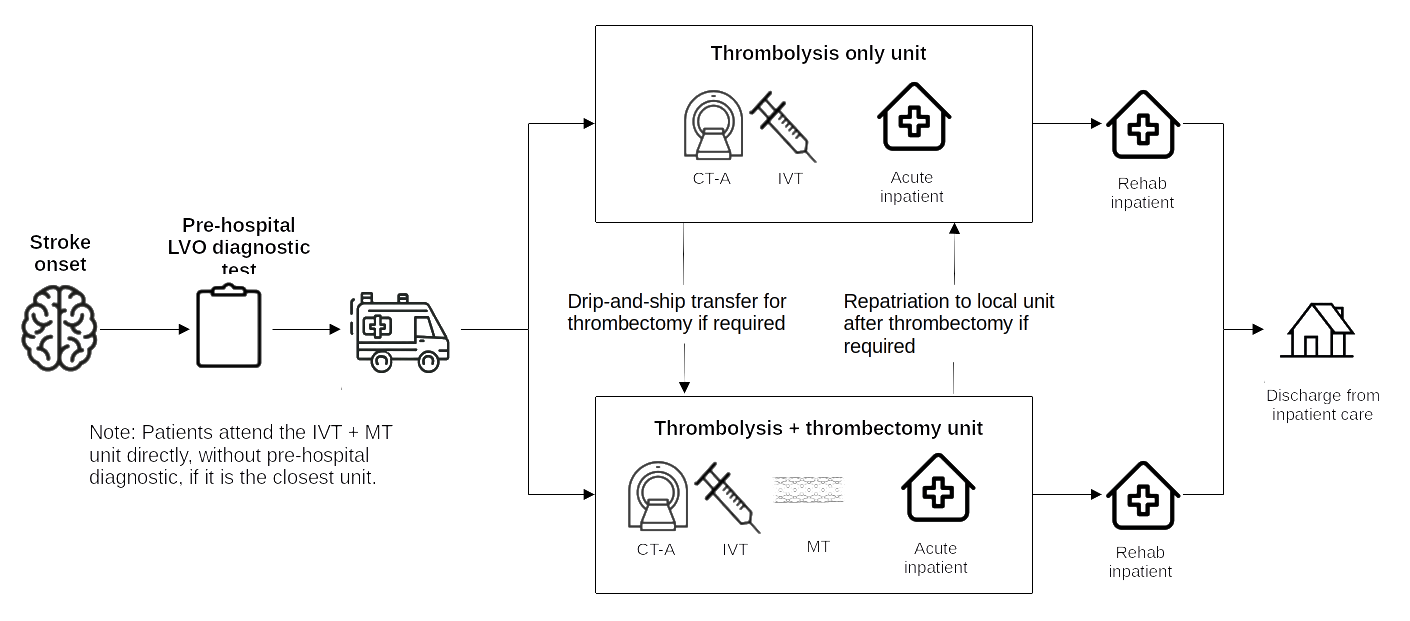 Stroke
onset
Pre-hospital
LVO diagnostic
test
Note: Patients attend the IVT + MT
unit directly, without pre-hospital
diagnostic, if it is the closest unit.
Thrombolysis only unit
CT-A
IVT
Acute
inpatient
Drip-and-ship transfer for
thrombectomy if required
Repatriation to local unit
after thrombectomy if
required
Thrombolysis + thrombectomy unit
CT-A
IVT
MT
Acute
inpatient
Rehab
inpatient
Rehab
inpatient
Discharge from
inpatient care